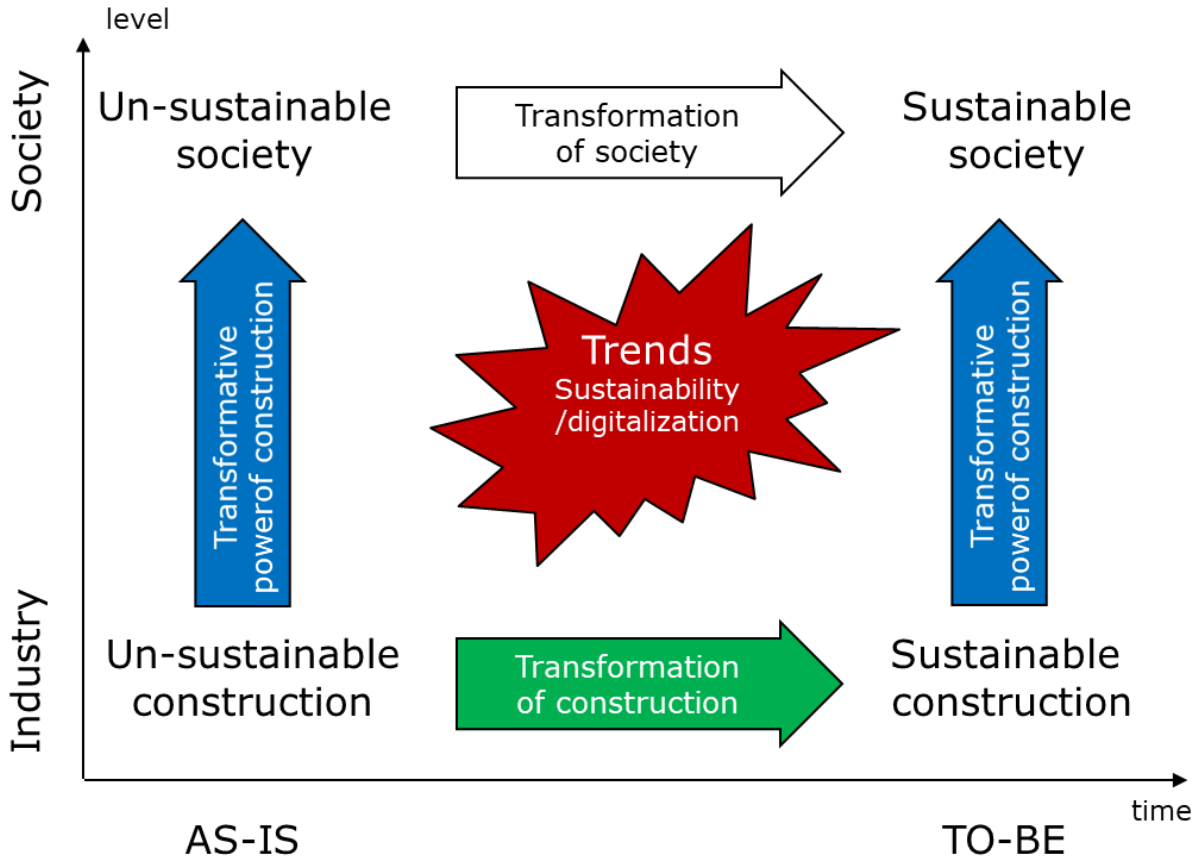 level
Society
Un-sustainable
society
Transformation
of society
Sustainable
society
Transformative
powerof construction
Trends
Sustainability
/digitalization
Transformative
powerof construction
Industry
Un-sustainable
construction
Transformation
of construction
Sustainable
construction
time
AS-IS
TO-BE